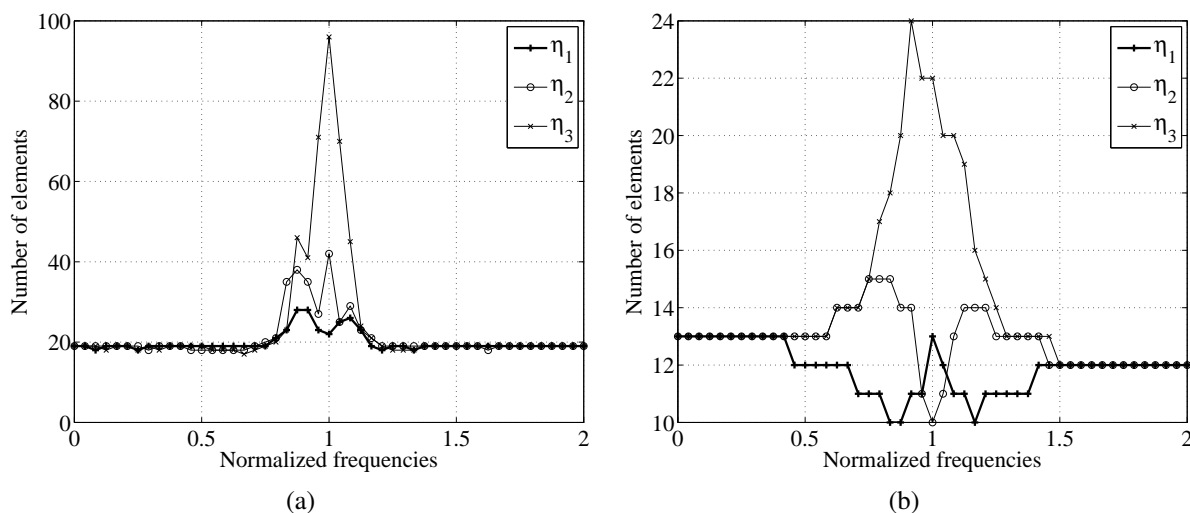 100
80
60
40
20
0
Number of elements
0
0.5
1
1.5
2
Normalized frequencies
η1
η2
η3
(a)
24
22
20
18
16
14
12
10
Number of elements
0
0.5
1
1.5
2
Normalized frequencies
η1
η2
η3
(b)